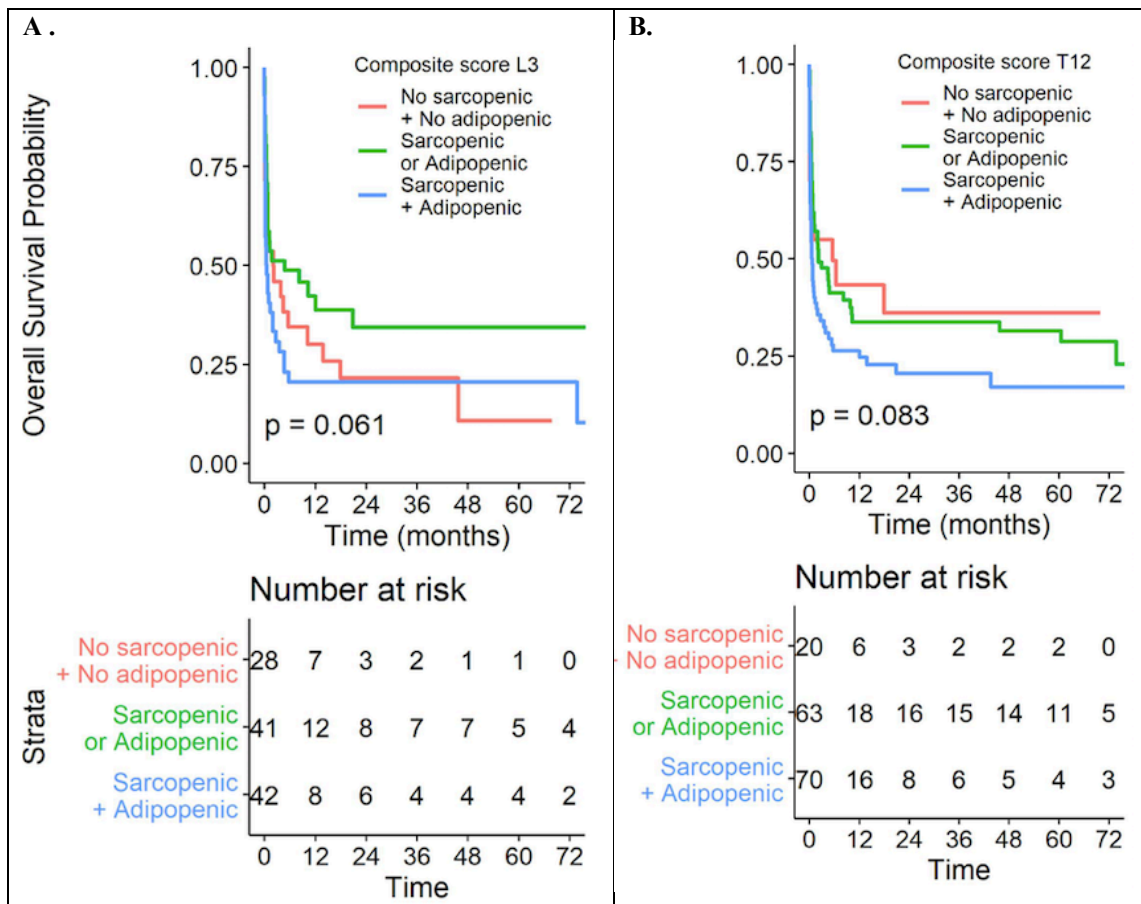 A .
Overall Survival Probability
1.00
0.75
0.50
0.25
0.00
Composite score L3
No sarcopenic
+ No adipopenic
Sarcopenic
or Adipopenic
Sarcopenic
+ Adipopenic
p = 0.061
0 12 24 36 48 60 72
Time (months)
Number at risk
Strata
No sarcopenic
+ No adipopenic
28 7 3 2 1 1 0
Sarcopenic
or Adipopenic
41 12 8 7 7 5 4
Sarcopenic
+ Adipopenic
42 8 6 4 4 4 2
0 12 24 36 48 60 72
Time
B.
1.00
0.75
0.50
0.25
0.00
Composite score T12
No sarcopenic
+ No adipopenic
Sarcopenic
or Adipopenic
Sarcopenic
+ Adipopenic
p = 0.083
0 12 24 36 48 60 72
Time (months)
Number at risk
No sarcopenic
No adipopenic
20 6 3 2 2 2 0
Sarcopenic
or Adipopenic
63 18 16 15 14 11 5
Sarcopenic
+ Adipopenic
70 16 8 6 5 4 3
0 12 24 36 48 60 72
Time